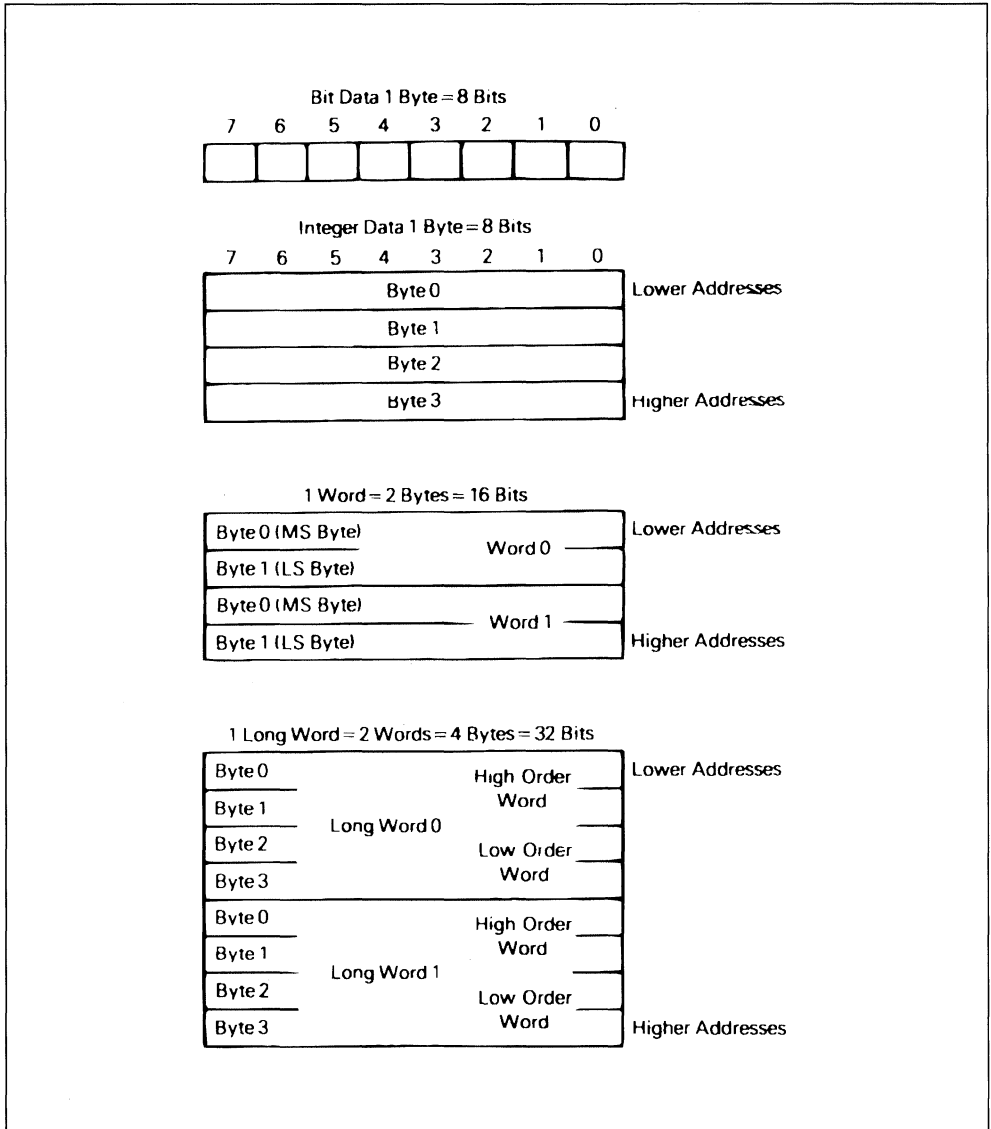 Bit Data 1 Byte = 8 Bits
7 6 5 4 3 2 1 0
Integer Data 1 Byte = 8 Bits
7 6 5 4 3 2 1 0
Byte 0 Lower Addresses
Byte 1
Byte 2
Byte 3 Higher Addresses
1 Word = 2 Bytes = 16 Bits
Byte 0 (MS Byte) Lower Addresses
Word 0
Byte 1 (LS Byte)
Byte 0 (MS Byte)
Word 1
Byte 1 (LS Byte) Higher Addresses
1 Long Word = 2 Words = 4 Bytes = 32 Bits
Byte 0 High Order Lower Addresses
Byte 1 Word
Long Word 0
Byte 2 Low Order
Byte 3 Word
Byte 0 High Order
Byte 1 Word
Long Word 1
Byte 2 Low Order
Byte 3 Word Higher Addresses